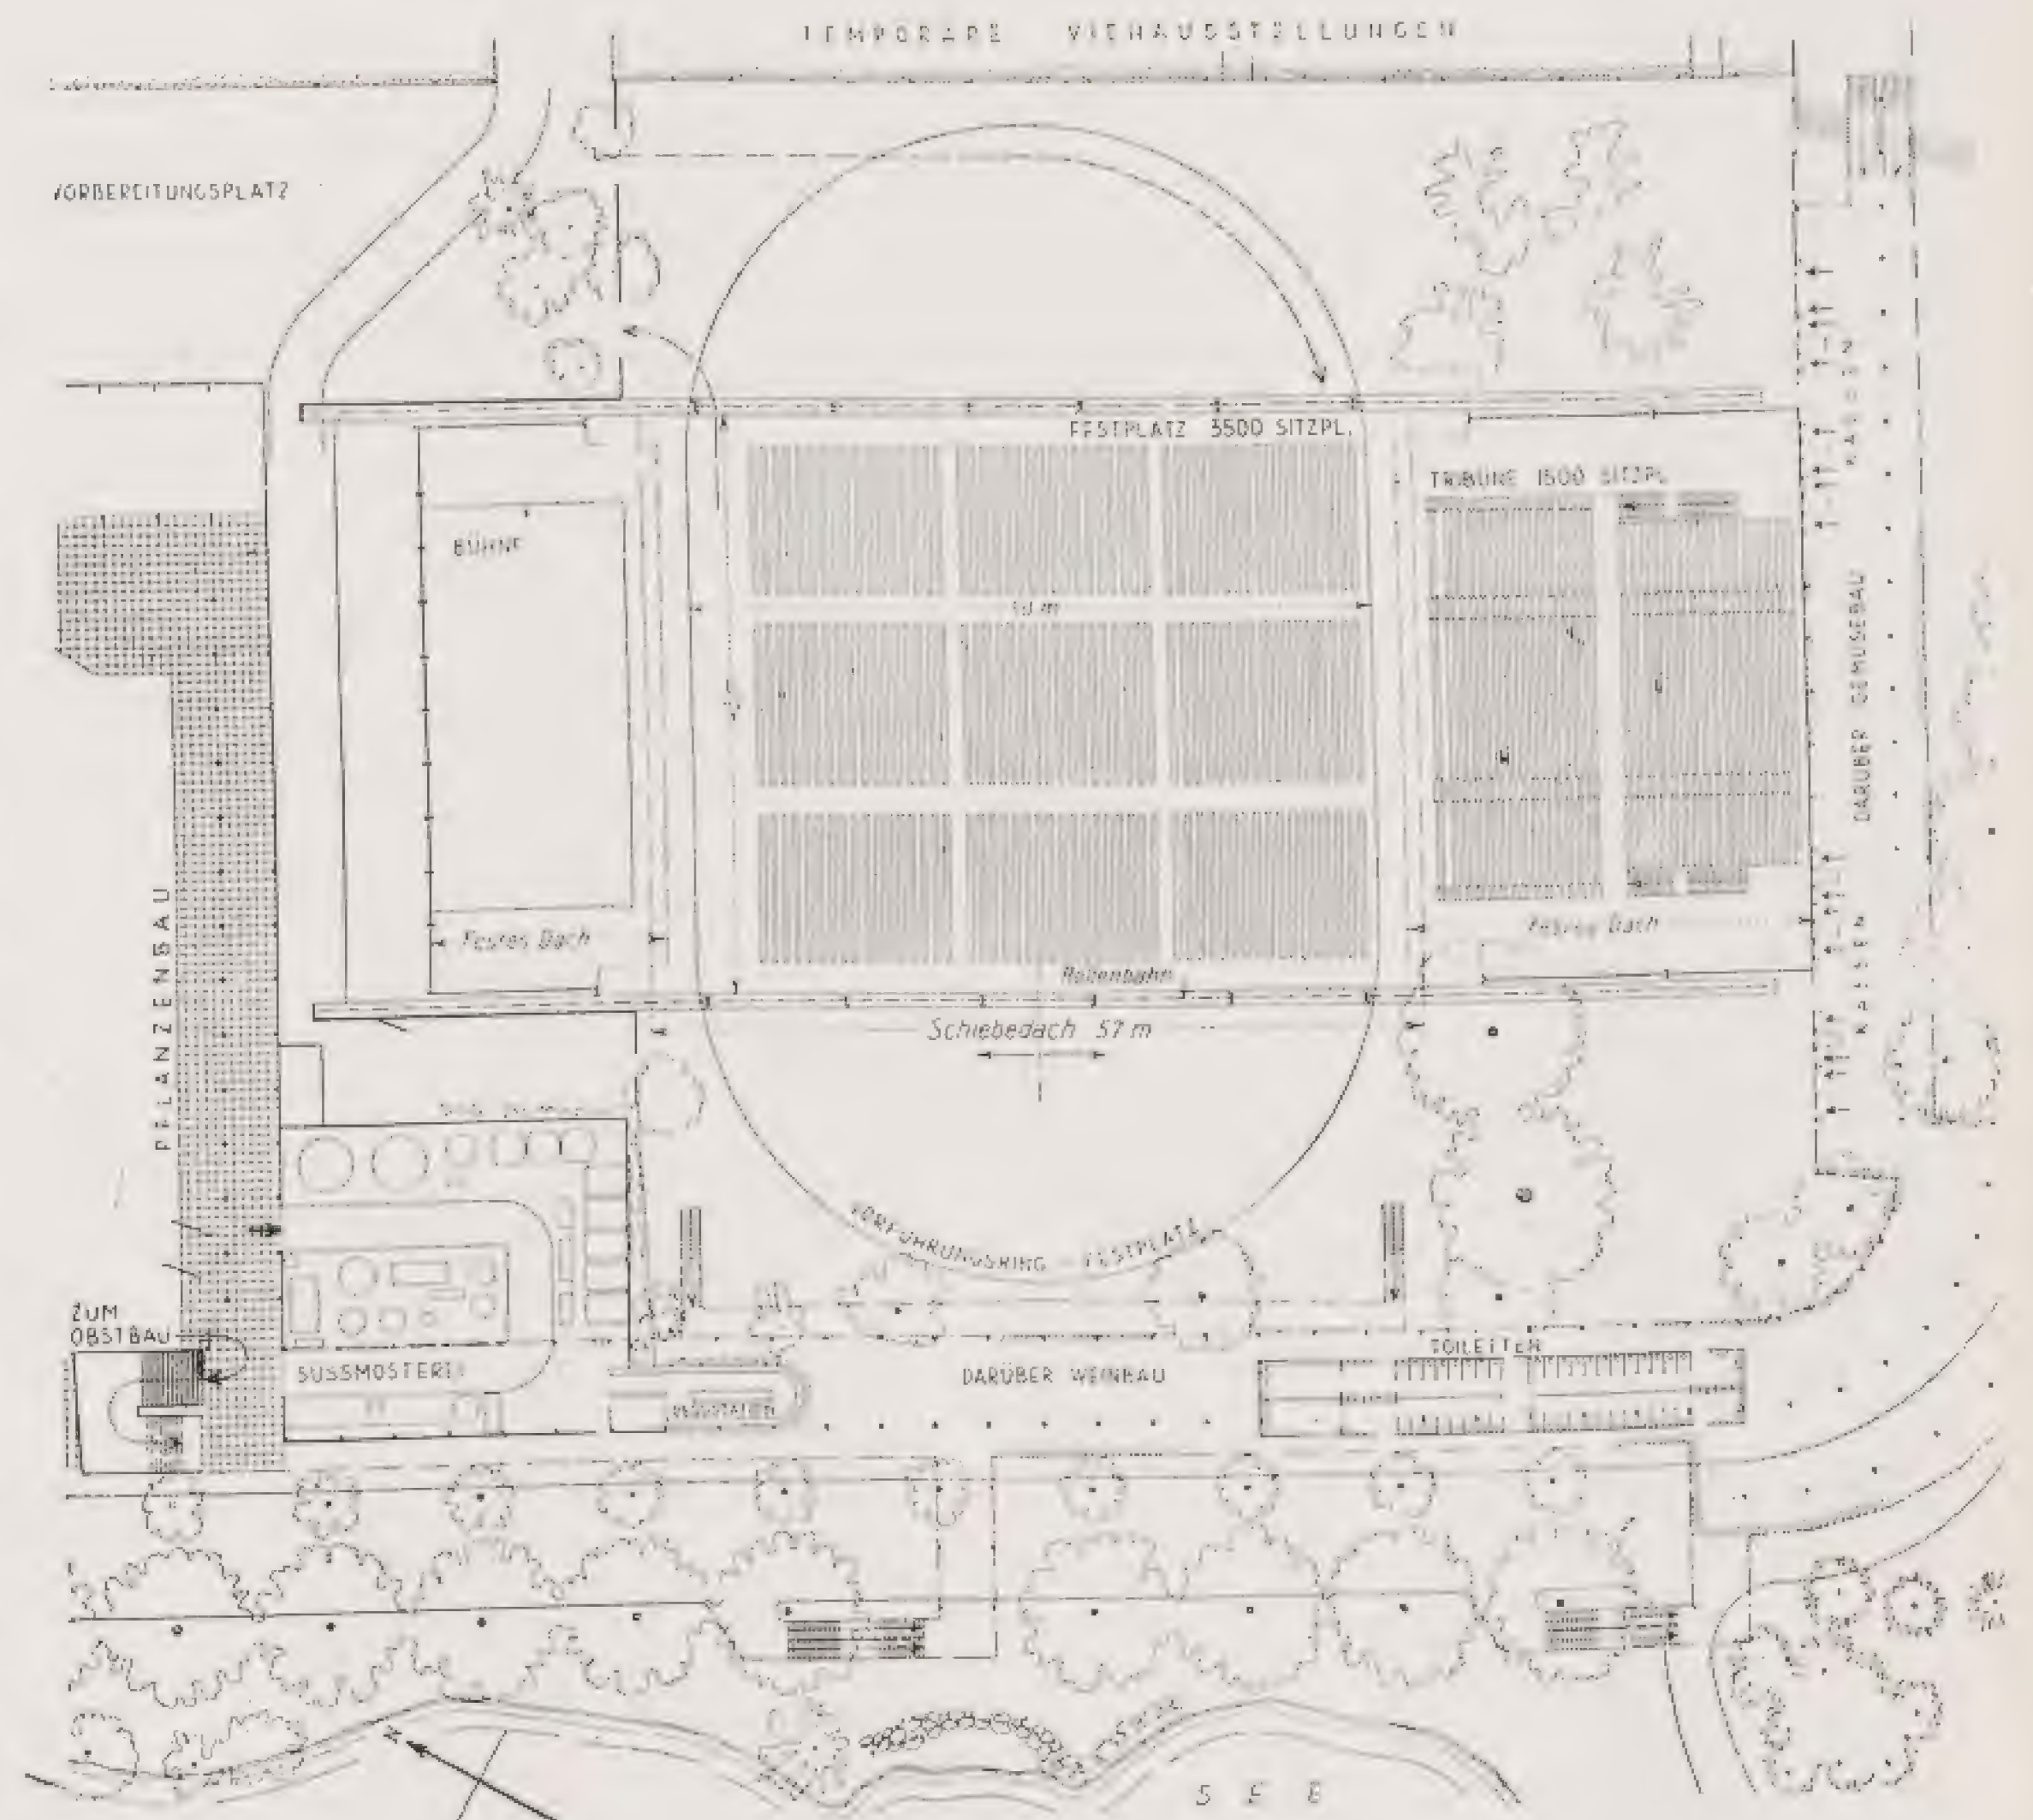 TEMPORÄRE VIEHAUSSTELLUNGEN
VORBEREITUNGSPLATZ
FESTPLATZ 3500 SITZPL.
TRIBÜNE 1500 SITZPL.
BÜHNE
KASSEN
DARÜBER GEMÜSEBAU
KASSEN
PFLANZENBAU
Festes Dach
Festes Dach
Rollenbahn
Schiebedach 57 m
VORFÜHRUNGSRING - FESTPLATZ
ZUM
OBSTBAU
SÜSSMOSTEREI
DARÜBER WEINBAU
TOILETTEN
N
SEE